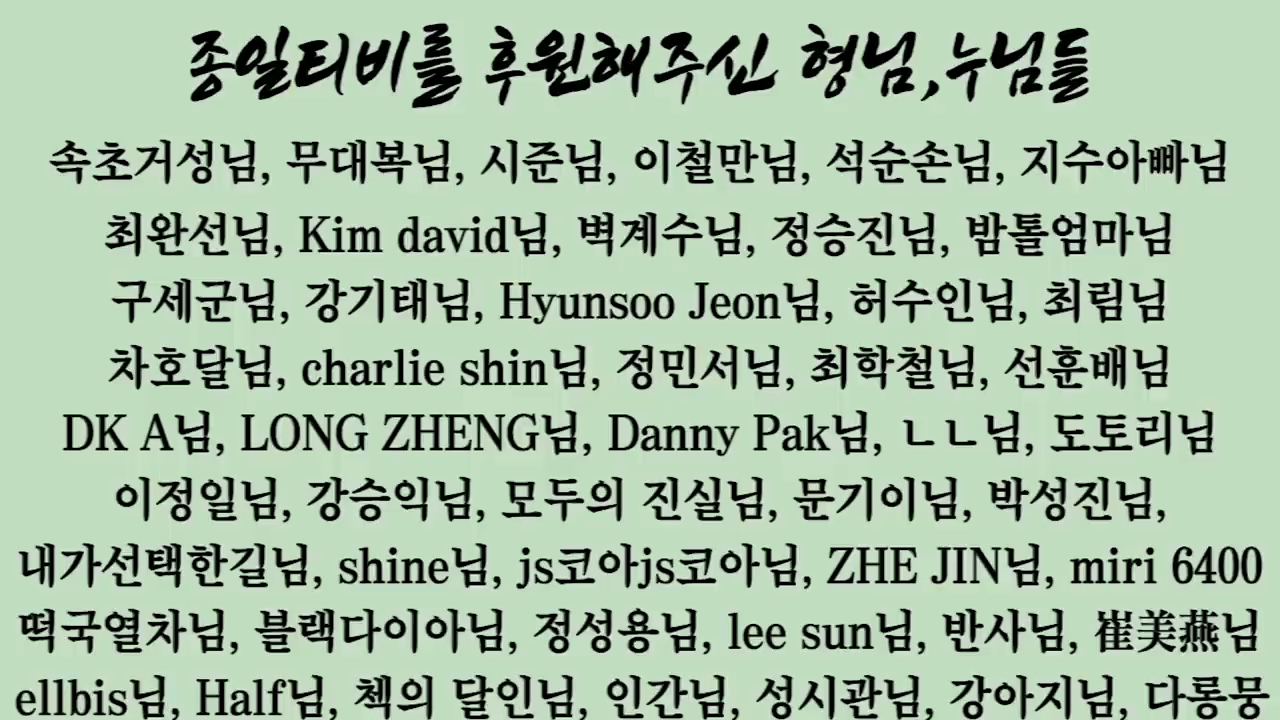 종일티비를 후원해주신 형님,누님들
속초거성님, 무대복님, 시준님, 이철만님, 석순손님, 지수아빠님
최완선님, Kim david님, 벽계수님, 정승진님, 밤톨엄마님
구세군님, 강기태님, Hyunsoo Jeon님, 허수인님, 최림님
차호달님, charlie shin님, 정민서님, 최학철님, 선훈배님
DK A님, LONG ZHENG님, Danny Pak님, ㄴㄴ님, 도토리님
이정일님, 강승익님, 모두의 진실님, 문기이님, 박성진님,
내가선택한길님, shine님, js코아js코아님, ZHE JIN님, miri 6400
떡국열차님, 블랙다이아님, 정성용님, lee sun님, 반사님, 崔美燕님
ellbis님, Half님, 첵의 달인님, 인간님, 성시관님, 강아지님, 다롱뭉